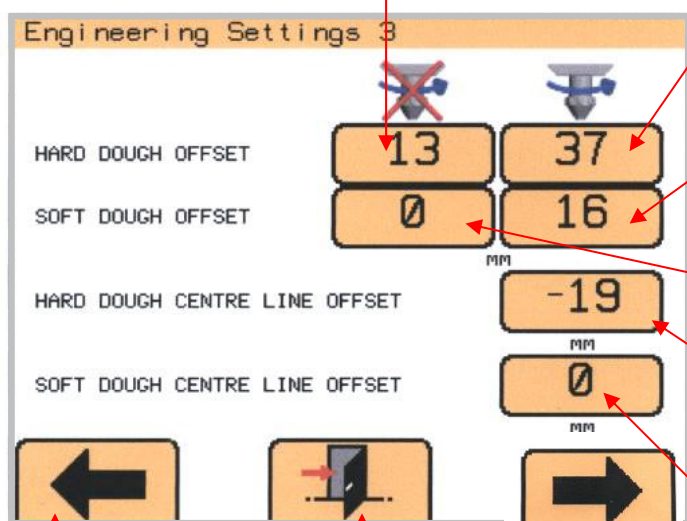 Engineering Settings 3
HARD DOUGH OFFSET 13 37
SOFT DOUGH OFFSET 0 16
MM
HARD DOUGH CENTRE LINE OFFSET -19
MM
SOFT DOUGH CENTRE LINE OFFSET 0
MM